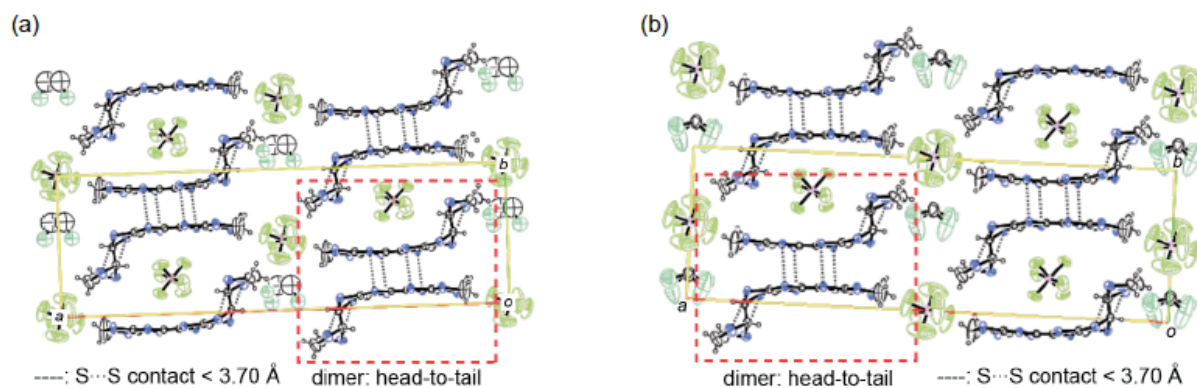 (a)
(b)
b
a
o
----: S···S contact < 3.70 Å
dimer: head-to-tail
b
a
o
dimer: head-to-tail
----: S···S contact < 3.70 Å